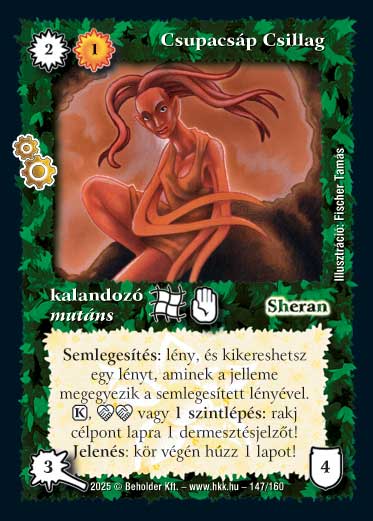 2 1 Csupacsáp Csillag
Illusztráció: Fischer Tamás
kalandozó
mutáns
Sheran
Semlegesítés: lény, és kikereshetsz
egy lényt, aminek a jelleme
megegyezik a semlegesített lényével.
K, vagy 1 szintlépés: rakj
célpont lapra 1 dermesztésjelzőt!
Jelenés: kör végén húzz 1 lapot!
3 4
2025 © Beholder Kft. – www.hkk.hu – 147/160